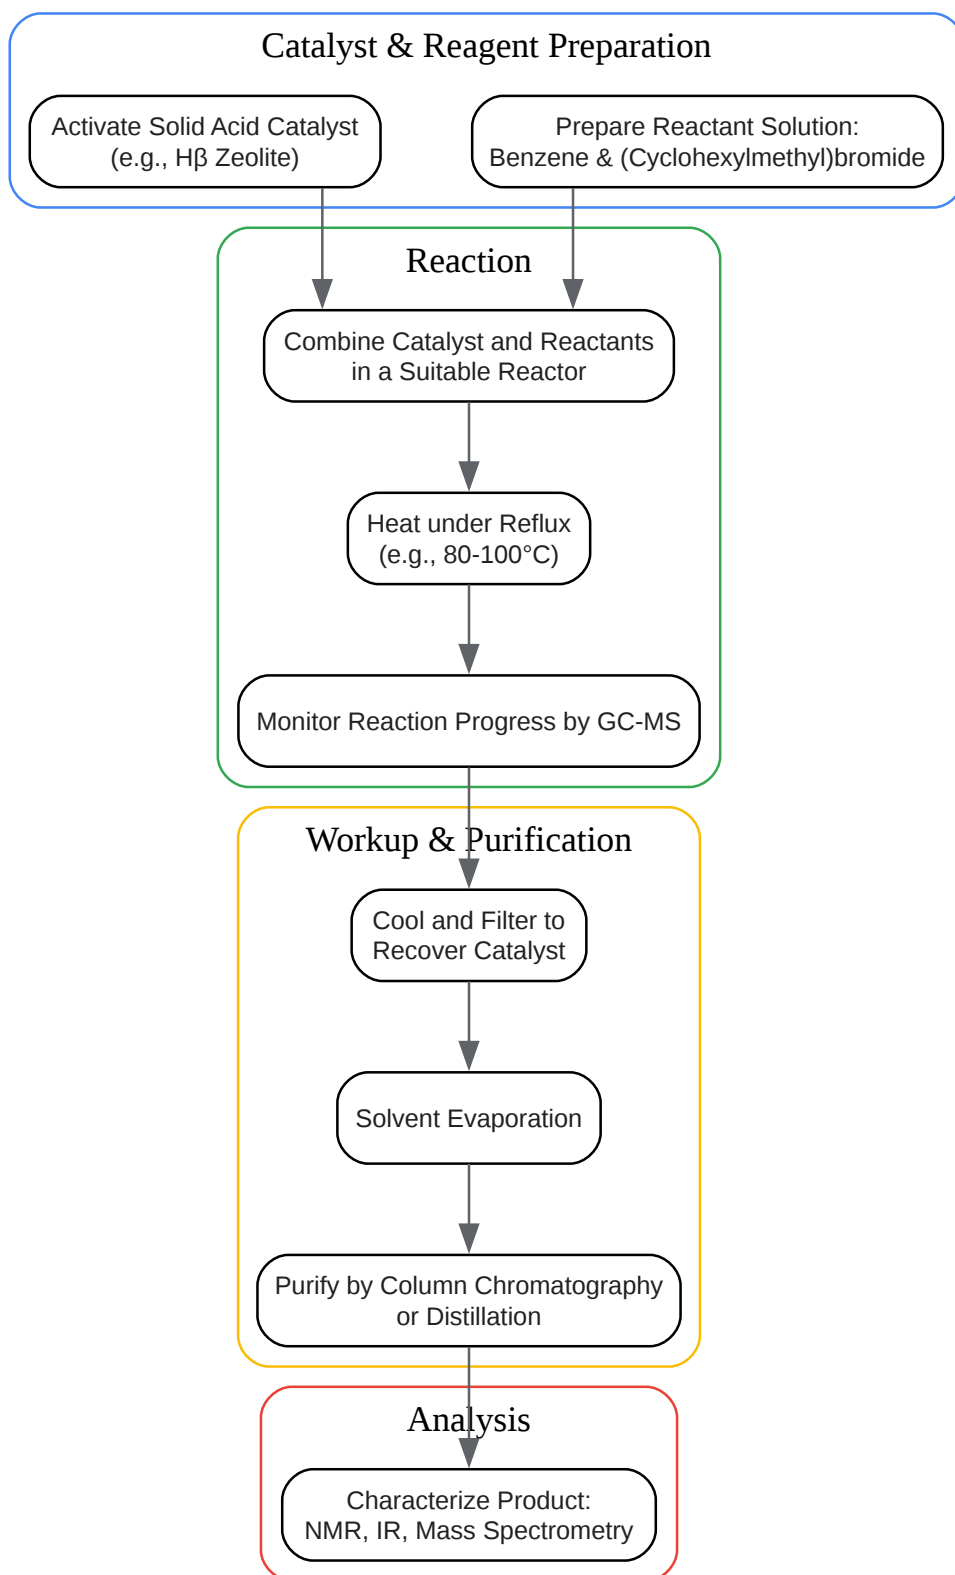 Catalyst & Reagent Preparation
Activate Solid Acid Catalyst
(e.g., Hβ Zeolite)
Prepare Reactant Solution:
Benzene & (Cyclohexylmethyl)bromide
Reaction
Combine Catalyst and Reactants
in a Suitable Reactor
Heat under Reflux
(e.g., 80-100°C)
Monitor Reaction Progress by GC-MS
Workup & Purification
Cool and Filter to
Recover Catalyst
Solvent Evaporation
Purify by Column Chromatography
or Distillation
Analysis
Characterize Product:
NMR, IR, Mass Spectrometry